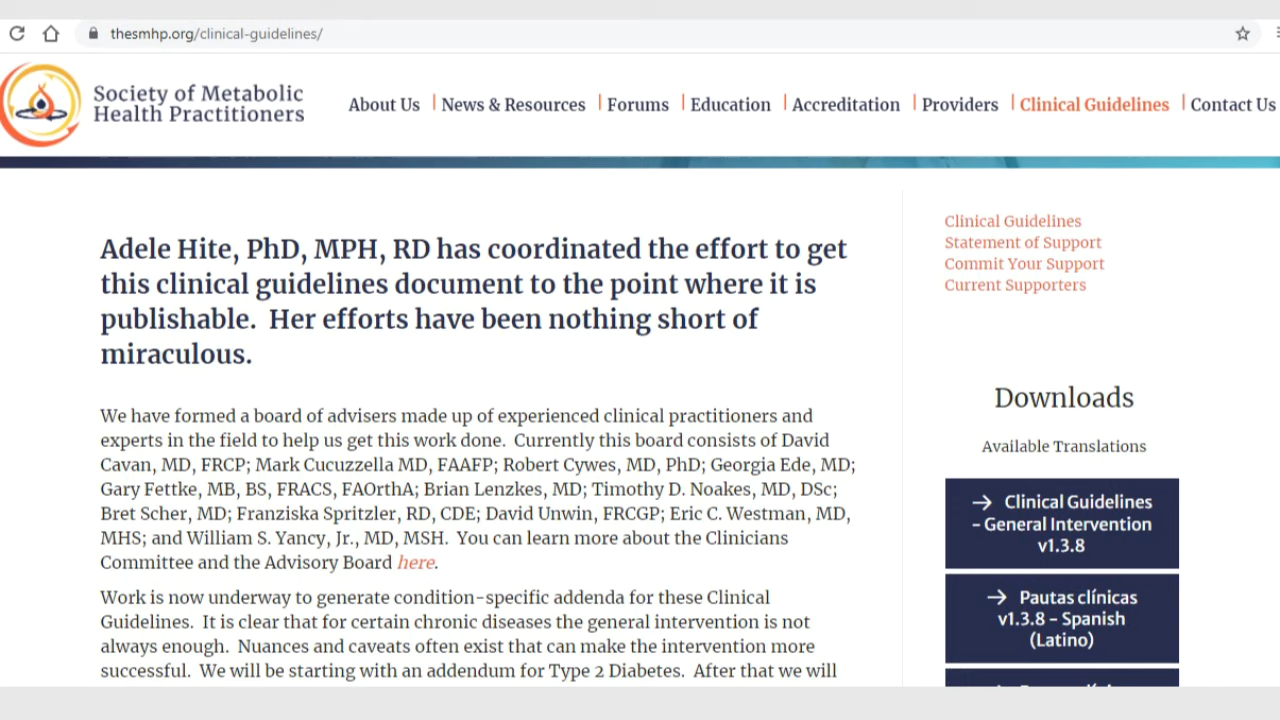 thesmhp.org/clinical-guidelines/
Society of Metabolic
Health Practitioners
About Us
News & Resources
Forums
Education
Accreditation
Providers
Clinical Guidelines
Contact Us
Adele Hite, PhD, MPH, RD has coordinated the effort to get
this clinical guidelines document to the point where it is
publishable.  Her efforts have been nothing short of
miraculous.
We have formed a board of advisers made up of experienced clinical practitioners and
experts in the field to help us get this work done.  Currently this board consists of David
Cavan, MD, FRCP; Mark Cucuzzella MD, FAAFP; Robert Cywes, MD, PhD; Georgia Ede, MD;
Gary Fettke, MB, BS, FRACS, FAOrthA; Brian Lenzkes, MD; Timothy D. Noakes, MD, DSc;
Bret Scher, MD; Franziska Spritzler, RD, CDE; David Unwin, FRCGP; Eric C. Westman, MD,
MHS; and William S. Yancy, Jr., MD, MSH.  You can learn more about the Clinicians
Committee and the Advisory Board here.
Work is now underway to generate condition-specific addenda for these Clinical
Guidelines.  It is clear that for certain chronic diseases the general intervention is not
always enough.  Nuances and caveats often exist that can make the intervention more
successful.  We will be starting with an addendum for Type 2 Diabetes.  After that we will
Clinical Guidelines
Statement of Support
Commit Your Support
Current Supporters
Downloads
Available Translations
→ Clinical Guidelines
- General Intervention
v1.3.8
→ Pautas clínicas
v1.3.8 - Spanish
(Latino)